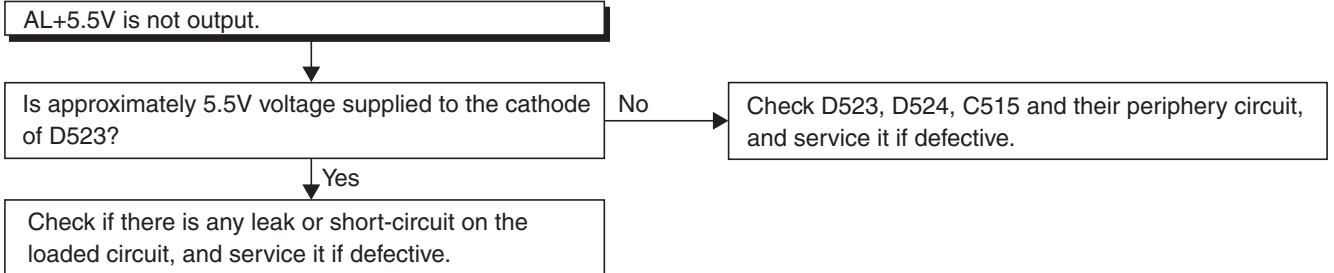 AL+5.5V is not output.
Is approximately 5.5V voltage supplied to the cathode
of D523?
No
Check D523, D524, C515 and their periphery circuit,
and service it if defective.
Yes
Check if there is any leak or short-circuit on the
loaded circuit, and service it if defective.